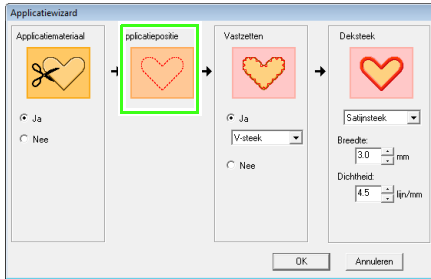 Applicatiewizard
Applicatiemateriaal
pplicatiepositie
Vastzetten
Deksteek
Ja
Nee
Ja
V-steek
Nee
Satijnsteek
Breedte:
3.0 mm
Dichtheid:
4.5 lijn/mm
OK
Annuleren